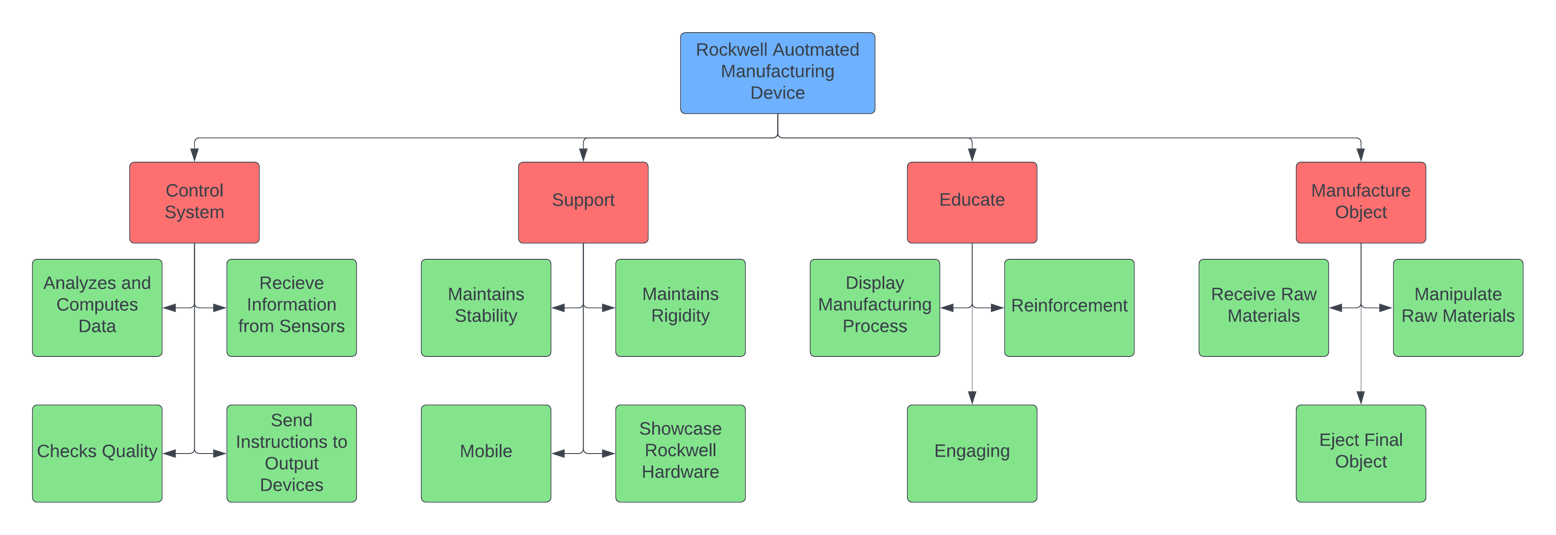 Rockwell Auotmated
Manufacturing
Device
Control
System
Support
Educate
Manufacture
Object
Analyzes and
Computes
Data
Recieve
Information
from Sensors
Maintains
Stability
Maintains
Rigidity
Display
Manufacturing
Process
Reinforcement
Receive Raw
Materials
Manipulate
Raw Materials
Checks Quality
Send
Instructions to
Output
Devices
Mobile
Showcase
Rockwell
Hardware
Engaging
Eject Final
Object